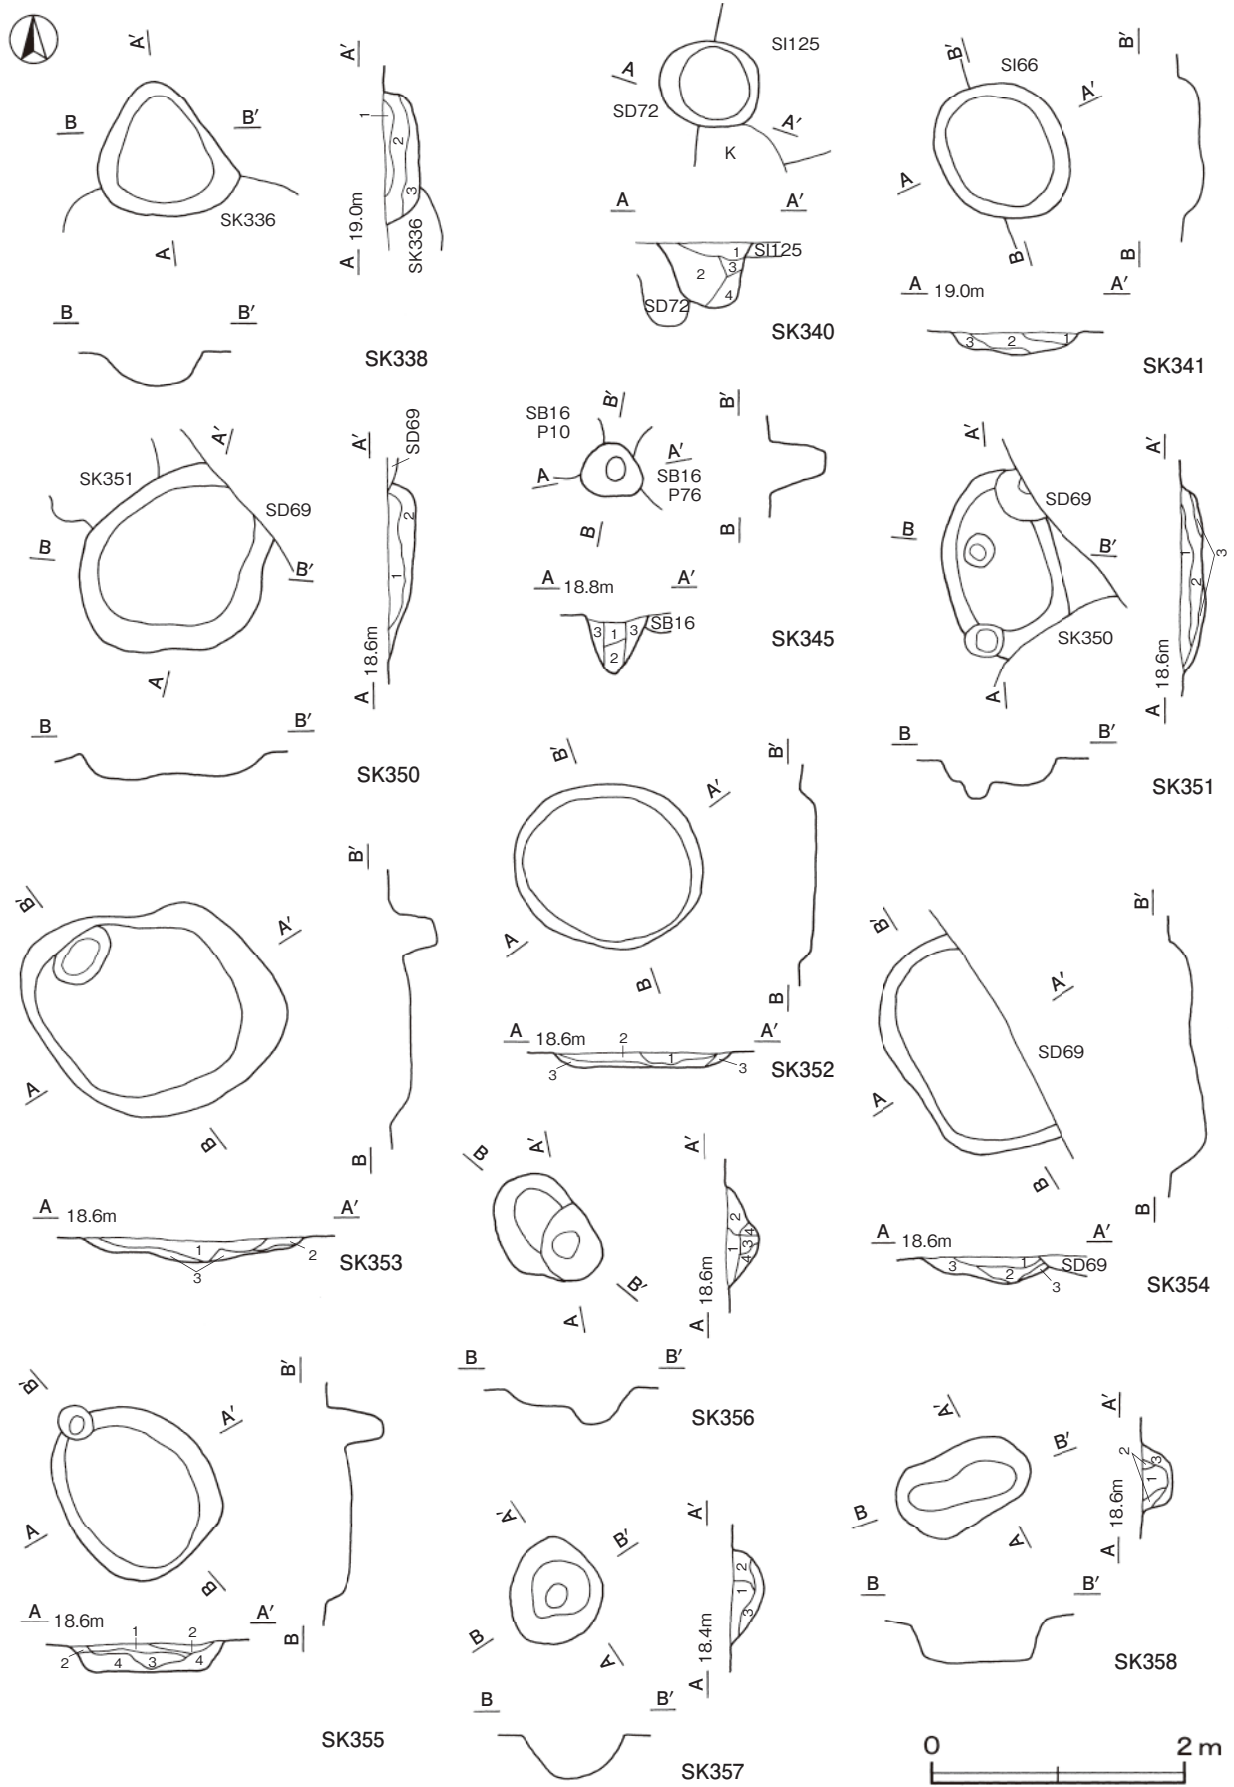 A′
B
B′
SK336
A
A′
1
2
3
19.0m
A
SK336
B
B′
SK338
SI125
A
SD72
A′
K
A
A′
1
SI125
2
3
4
SD72
SK340
B′
SI66
A′
A
B
B′
B
A
19.0m
A′
3
2
1
SK341
A′
SK351
SD69
B
B′
A
A′
SD69
2
1
18.6m
A
B
B′
SK350
B′
SB16
P10
A′
A
SB16
P76
B
B′
B
A
18.8m
A′
3
1
3
SB16
2
SK345
A′
SD69
B
B′
SK350
A
A′
1
3
2
18.6m
A
B
B′
SK351
B′
A′
A
B
B′
B
A
18.6m
2
A′
1
3
3
SK352
B′
A′
A
B
B′
B
A
18.6m
A′
1
2
3
SK353
B′
A′
SD69
A
B
B′
B
A
18.6m
A′
3
1
SD69
2
3
SK354
B
A′
B′
A
A′
2
4
1
3
4
18.6m
A
B
B′
SK356
B′
A′
A
B
B′
B
A
18.6m
A′
1
2
2
4
3
4
SK355
A′
B′
B
A
A′
2
1
3
18.4m
A
B
B′
SK357
A′
B′
B
A
A′
2
3
1
18.6m
A
B
B′
SK358
0
2 m